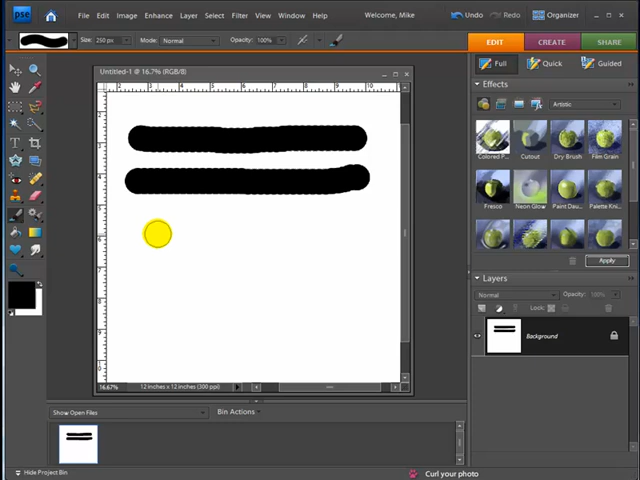 pse File Edit Image Enhance Layer Select Filter View Window Help Welcome, Mike Undo Redo Organizer
Size: 250 px Mode: Normal Opacity: 100%
EDIT CREATE SHARE
Full Quick Guided
Untitled-1 @ 16.7% (RGB/8)
Effects
Artistic
Colored P... Cutout Dry Brush Film Grain
Fresco Neon Glow Paint Dau... Palette Kni...
Apply
Layers
Normal Opacity: 100%
Lock:
Background
16.67% 12 inches x 12 inches (300 ppi)
Show Open Files Bin Actions
Hide Project Bin Curl your photo